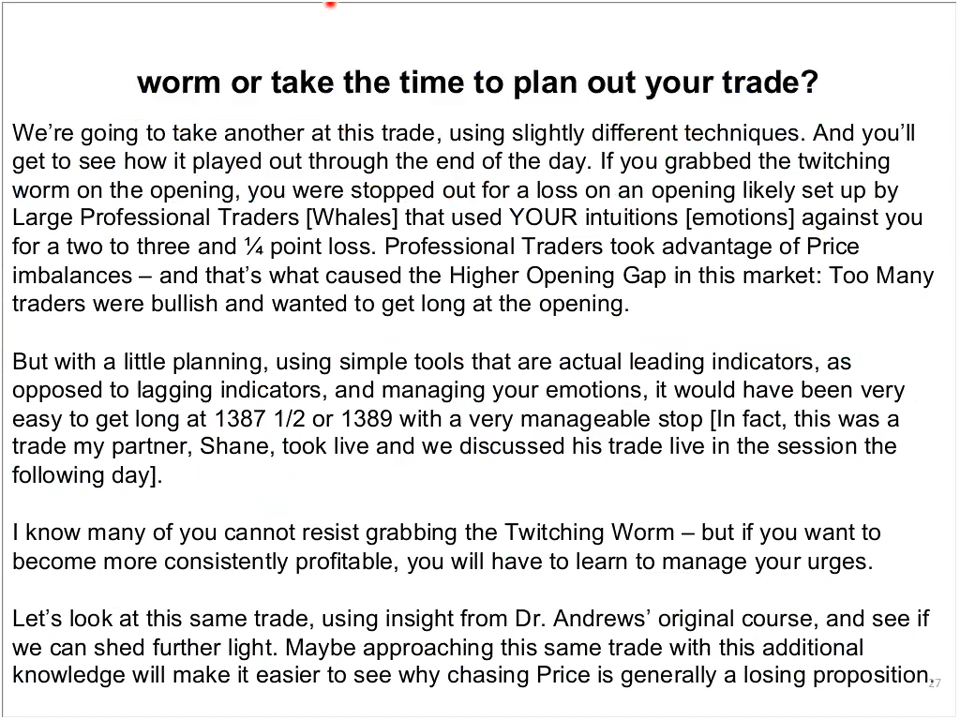 worm or take the time to plan out your trade?
We’re going to take another at this trade, using slightly different techniques. And you’ll
get to see how it played out through the end of the day. If you grabbed the twitching
worm on the opening, you were stopped out for a loss on an opening likely set up by
Large Professional Traders [Whales] that used YOUR intuitions [emotions] against you
for a two to three and ¼ point loss. Professional Traders took advantage of Price
imbalances – and that’s what caused the Higher Opening Gap in this market: Too Many
traders were bullish and wanted to get long at the opening.
But with a little planning, using simple tools that are actual leading indicators, as
opposed to lagging indicators, and managing your emotions, it would have been very
easy to get long at 1387 1/2 or 1389 with a very manageable stop [In fact, this was a
trade my partner, Shane, took live and we discussed his trade live in the session the
following day].
I know many of you cannot resist grabbing the Twitching Worm – but if you want to
become more consistently profitable, you will have to learn to manage your urges.
Let’s look at this same trade, using insight from Dr. Andrews’ original course, and see if
we can shed further light. Maybe approaching this same trade with this additional
knowledge will make it easier to see why chasing Price is generally a losing proposition.
27